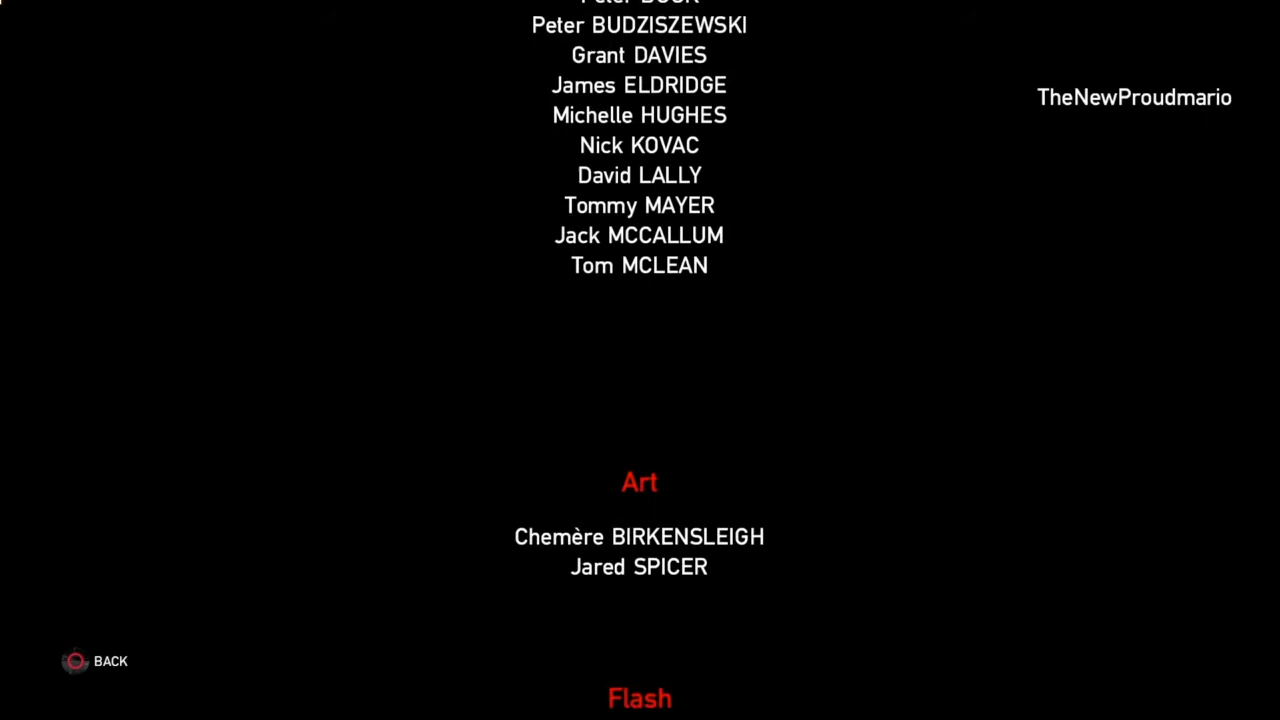 Peter BUDZISZEWSKI
Grant DAVIES
James ELDRIDGE
TheNewProudmario
Michelle HUGHES
Nick KOVAC
David LALLY
Tommy MAYER
Jack MCCALLUM
Tom MCLEAN
Art
Chemère BIRKENSLEIGH
Jared SPICER
BACK
Flash